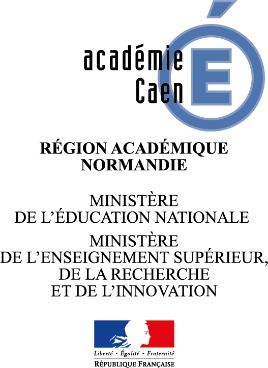 académie
Caen
É
RÉGION ACADÉMIQUE
NORMANDIE
MINISTÈRE
DE L'ÉDUCATION NATIONALE
MINISTÈRE
DE L'ENSEIGNEMENT SUPÉRIEUR,
DE LA RECHERCHE
ET DE L'INNOVATION
Liberté • Égalité • Fraternité
RÉPUBLIQUE FRANÇAISE